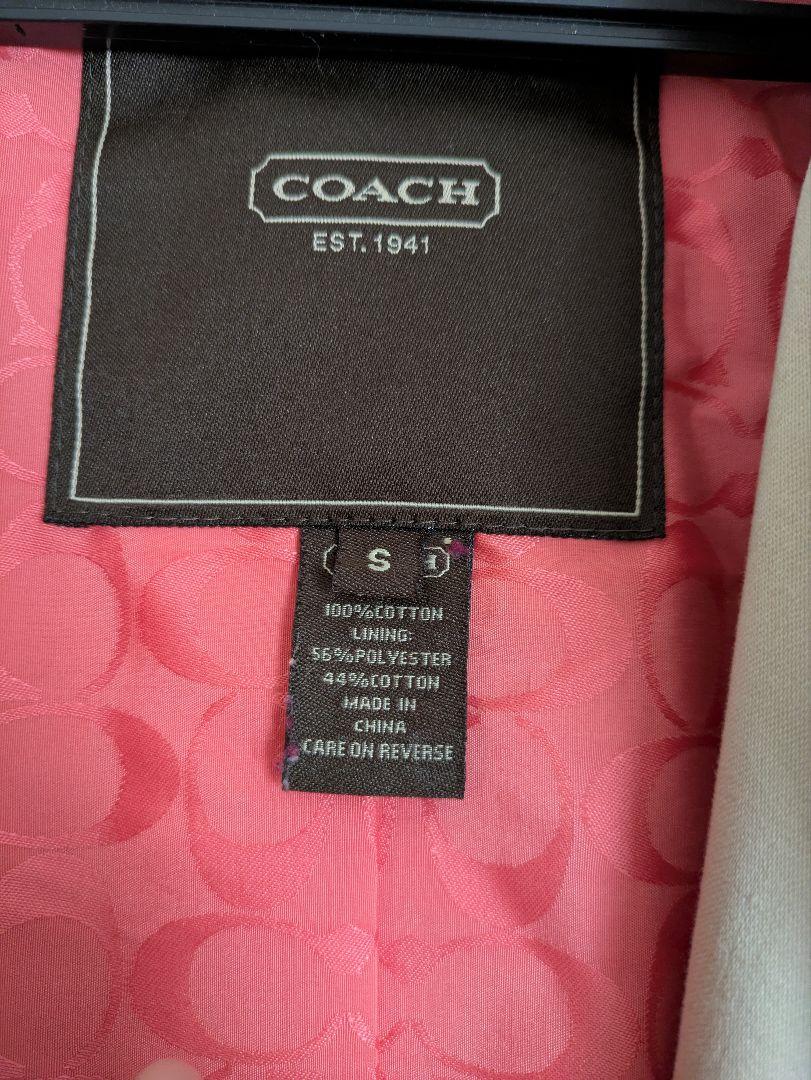 COACH
EST. 1941
S
100%COTTON
LINING:
56%POLYESTER
44%COTTON
MADE IN
CHINA
CARE ON REVERSE